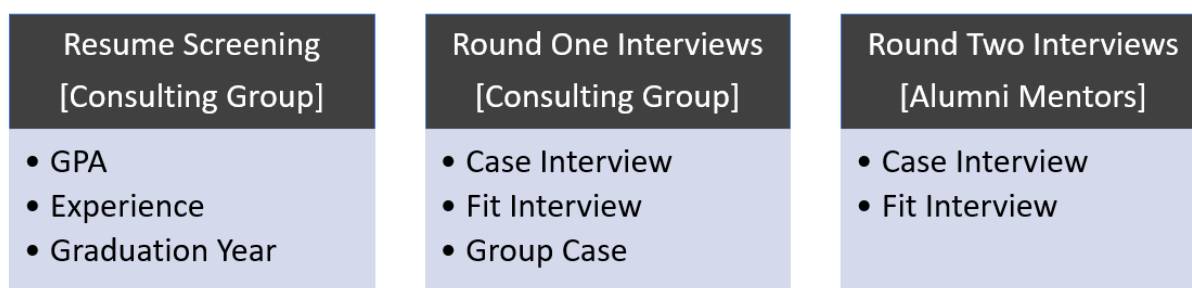 Resume Screening
[Consulting Group]
• GPA
• Experience
• Graduation Year
Round One Interviews
[Consulting Group]
• Case Interview
• Fit Interview
• Group Case
Round Two Interviews
[Alumni Mentors]
• Case Interview
• Fit Interview